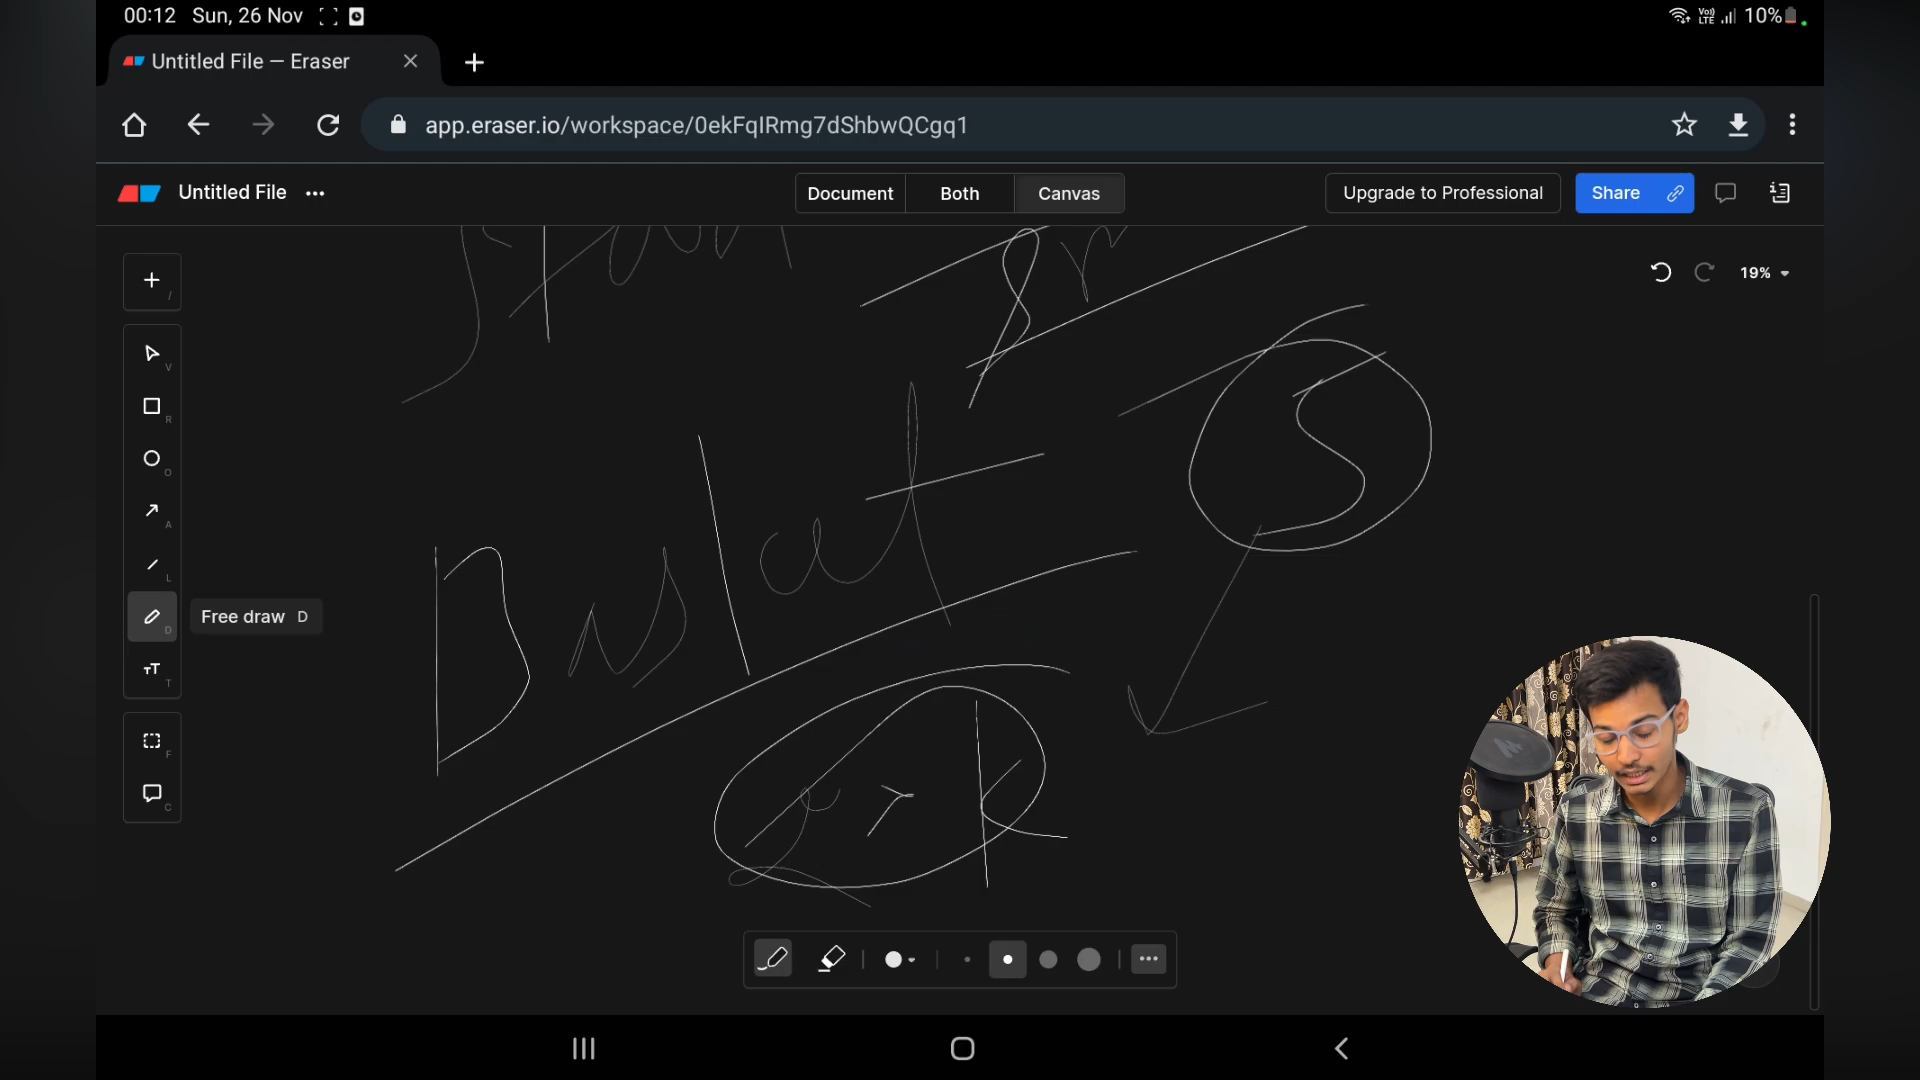 00:12 Sun, 26 Nov
10%
Untitled File — Eraser
app.eraser.io/workspace/0ekFqIRmg7dShbwQCgq1
Untitled File
Document Both Canvas
Upgrade to Professional
Share
/
19%
V
R
O
A
L
Free draw D
D
T
F
C
S